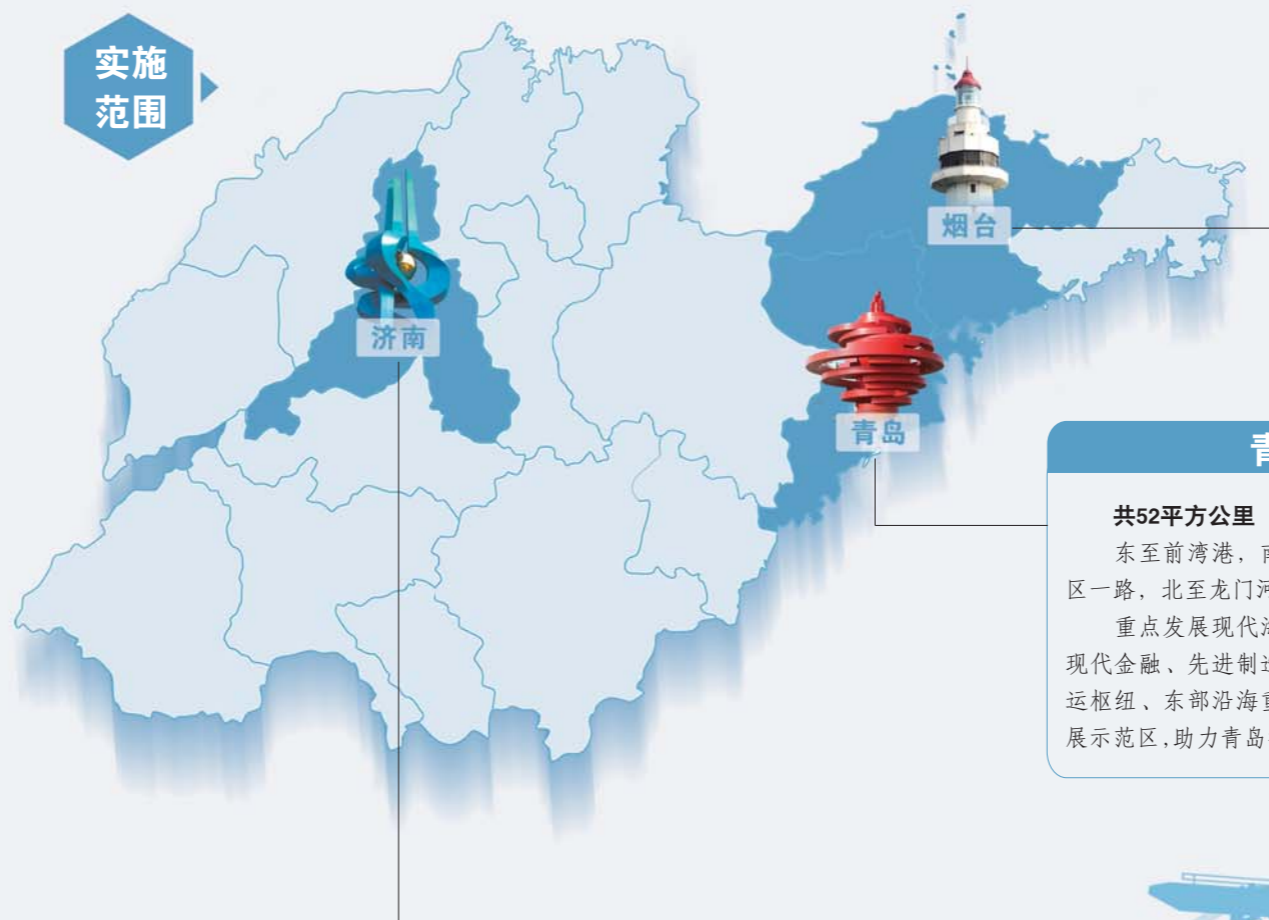 实施
范围
烟台
济南
青岛
青
共52平方公里
东至前湾港，南
区一路，北至龙门河
重点发展现代海
现代金融、先进制造
运枢纽、东部沿海重
展示范区，助力青岛